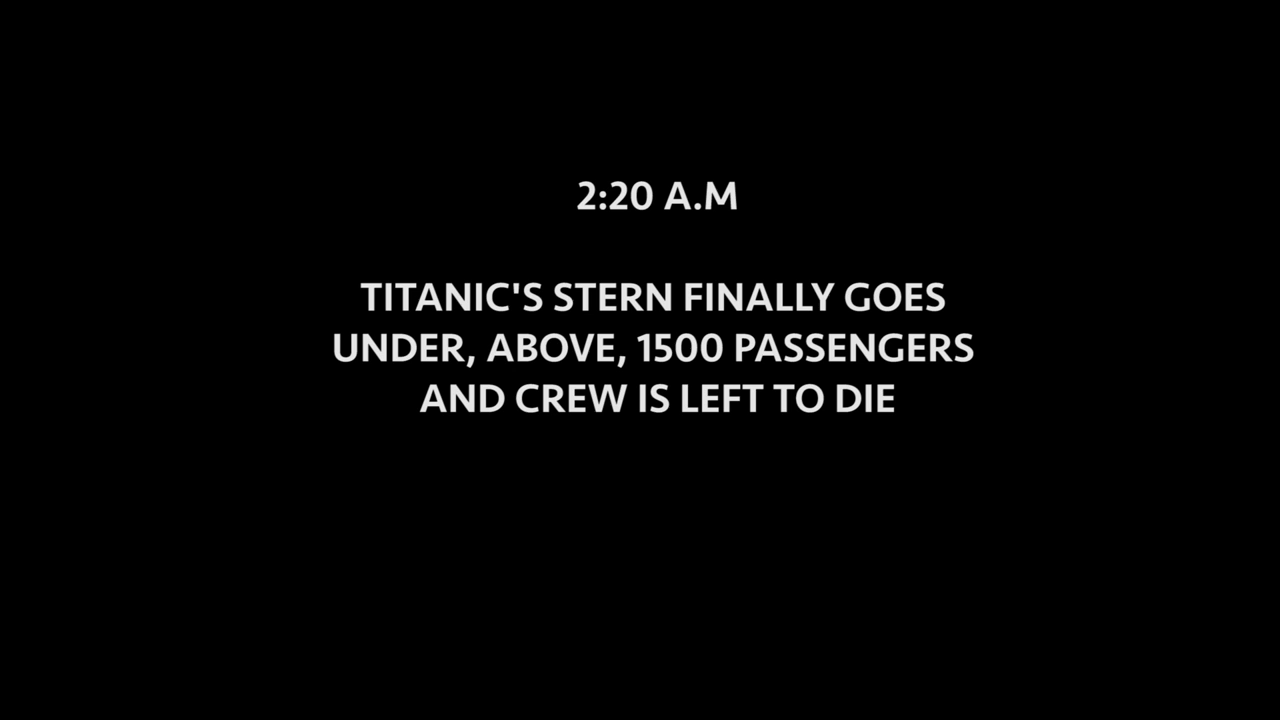 2:20 A.M
TITANIC'S STERN FINALLY GOES
UNDER, ABOVE, 1500 PASSENGERS
AND CREW IS LEFT TO DIE